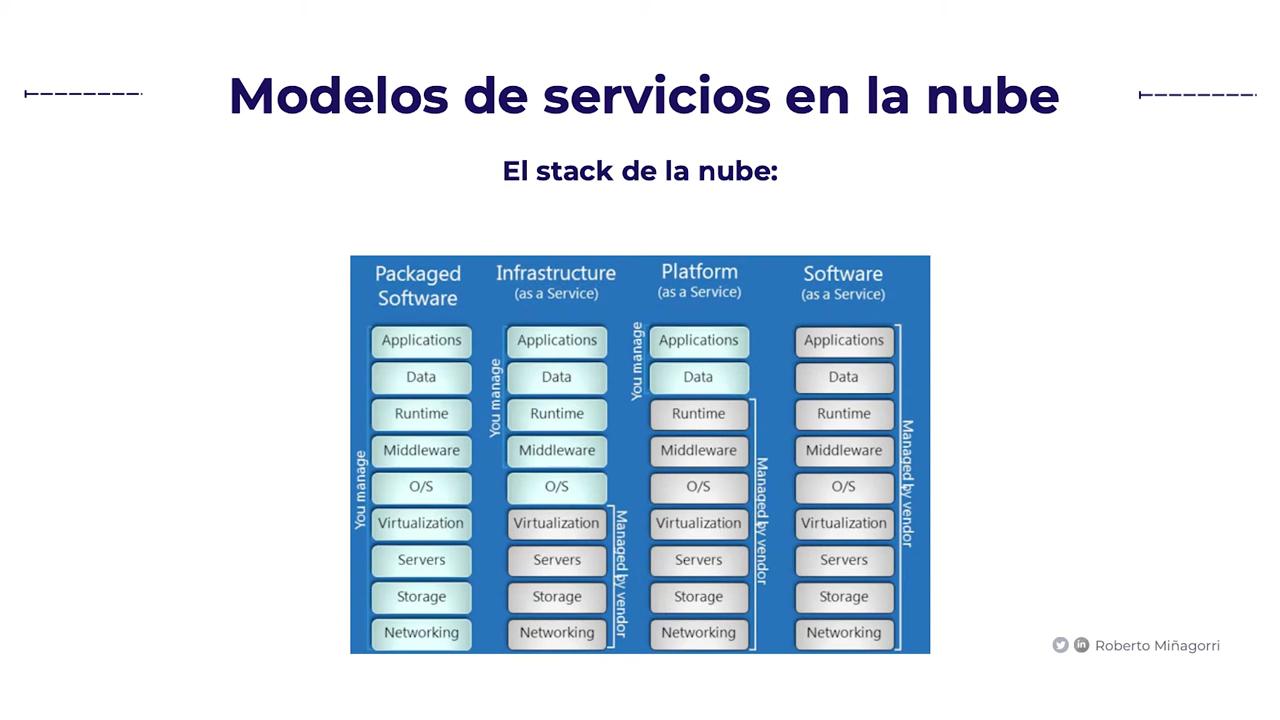 Modelos de servicios en la nube
El stack de la nube:
Packaged
Software
You manage
Applications
Data
Runtime
Middleware
O/S
Virtualization
Servers
Storage
Networking
Infrastructure
(as a Service)
You manage
Applications
Data
Runtime
Middleware
O/S
Virtualization
Servers
Storage
Networking
Managed by vendor
Platform
(as a Service)
You manage
Applications
Data
Runtime
Middleware
O/S
Virtualization
Servers
Storage
Networking
Managed by vendor
Software
(as a Service)
Applications
Data
Runtime
Middleware
O/S
Virtualization
Servers
Storage
Networking
Managed by vendor
in Roberto Miñagorri